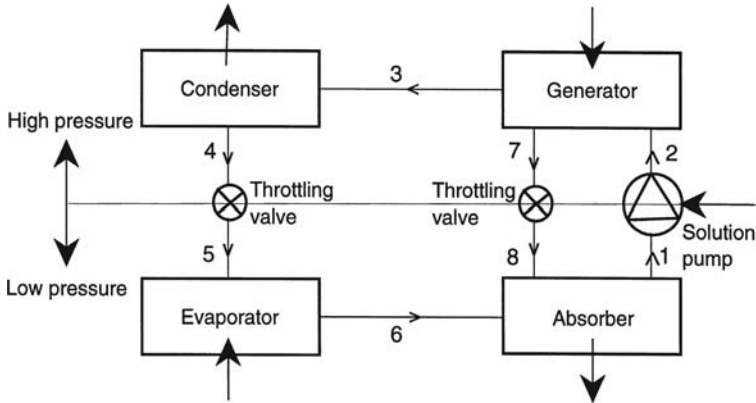 3
Condenser
Generator
High pressure
4
7
2
Throttling
valve
Throttling
valve
5
8
1
Solution
pump
Low pressure
Evaporator
6
Absorber